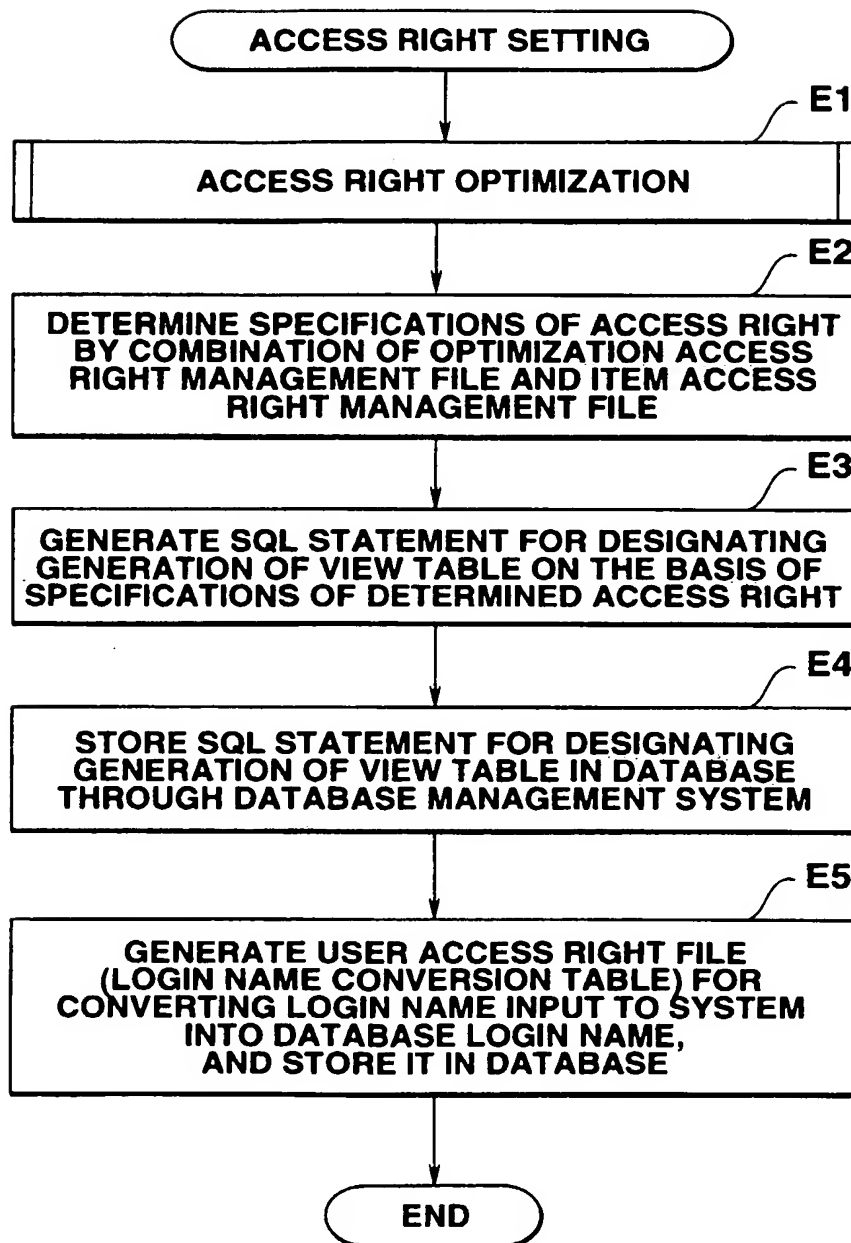 ACCESS RIGHT SETTING
E1
ACCESS RIGHT OPTIMIZATION
E2
DETERMINE SPECIFICATIONS OF ACCESS RIGHT
BY COMBINATION OF OPTIMIZATION ACCESS
RIGHT MANAGEMENT FILE AND ITEM ACCESS
RIGHT MANAGEMENT FILE
E3
GENERATE SQL STATEMENT FOR DESIGNATING
GENERATION OF VIEW TABLE ON THE BASIS OF
SPECIFICATIONS OF DETERMINED ACCESS RIGHT
E4
STORE SQL STATEMENT FOR DESIGNATING
GENERATION OF VIEW TABLE IN DATABASE
THROUGH DATABASE MANAGEMENT SYSTEM
E5
GENERATE USER ACCESS RIGHT FILE
(LOGIN NAME CONVERSION TABLE) FOR
CONVERTING LOGIN NAME INPUT TO SYSTEM
INTO DATABASE LOGIN NAME,
AND STORE IT IN DATABASE
END